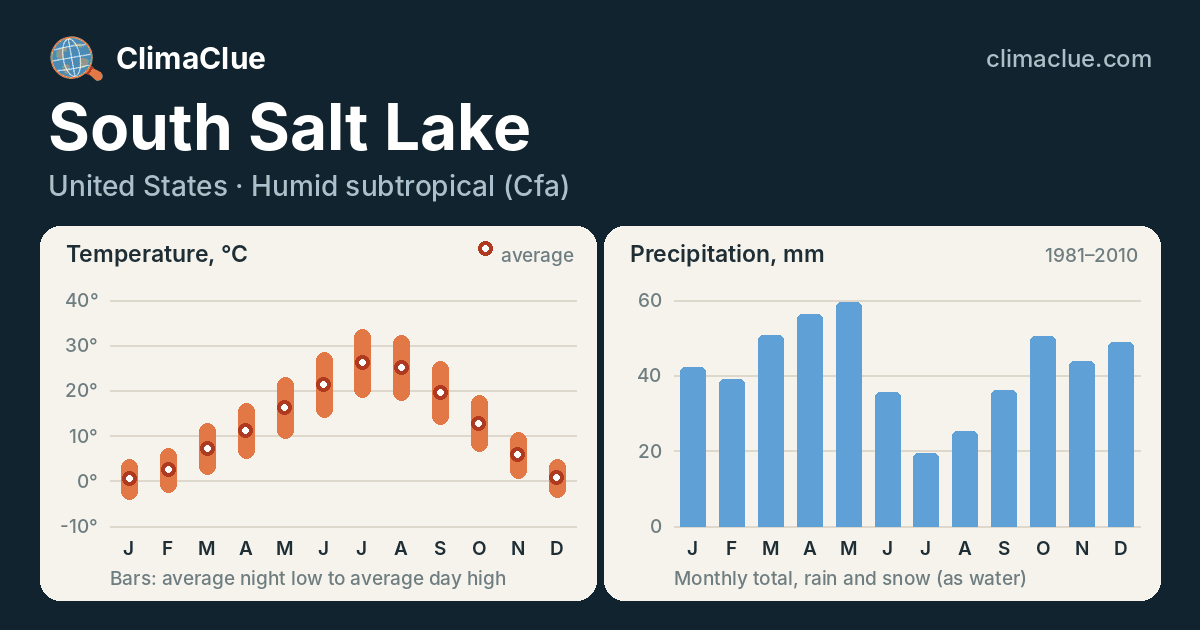 ClimaClue
climaclue.com
South Salt Lake
United States · Humid subtropical (Cfa)
Temperature, °C
average
40°
30°
20°
10°
0°
-10°
J F M A M J J A S O N D
Bars: average night low to average day high
Precipitation, mm
1981–2010
60
40
20
0
J F M A M J J A S O N D
Monthly total, rain and snow (as water)